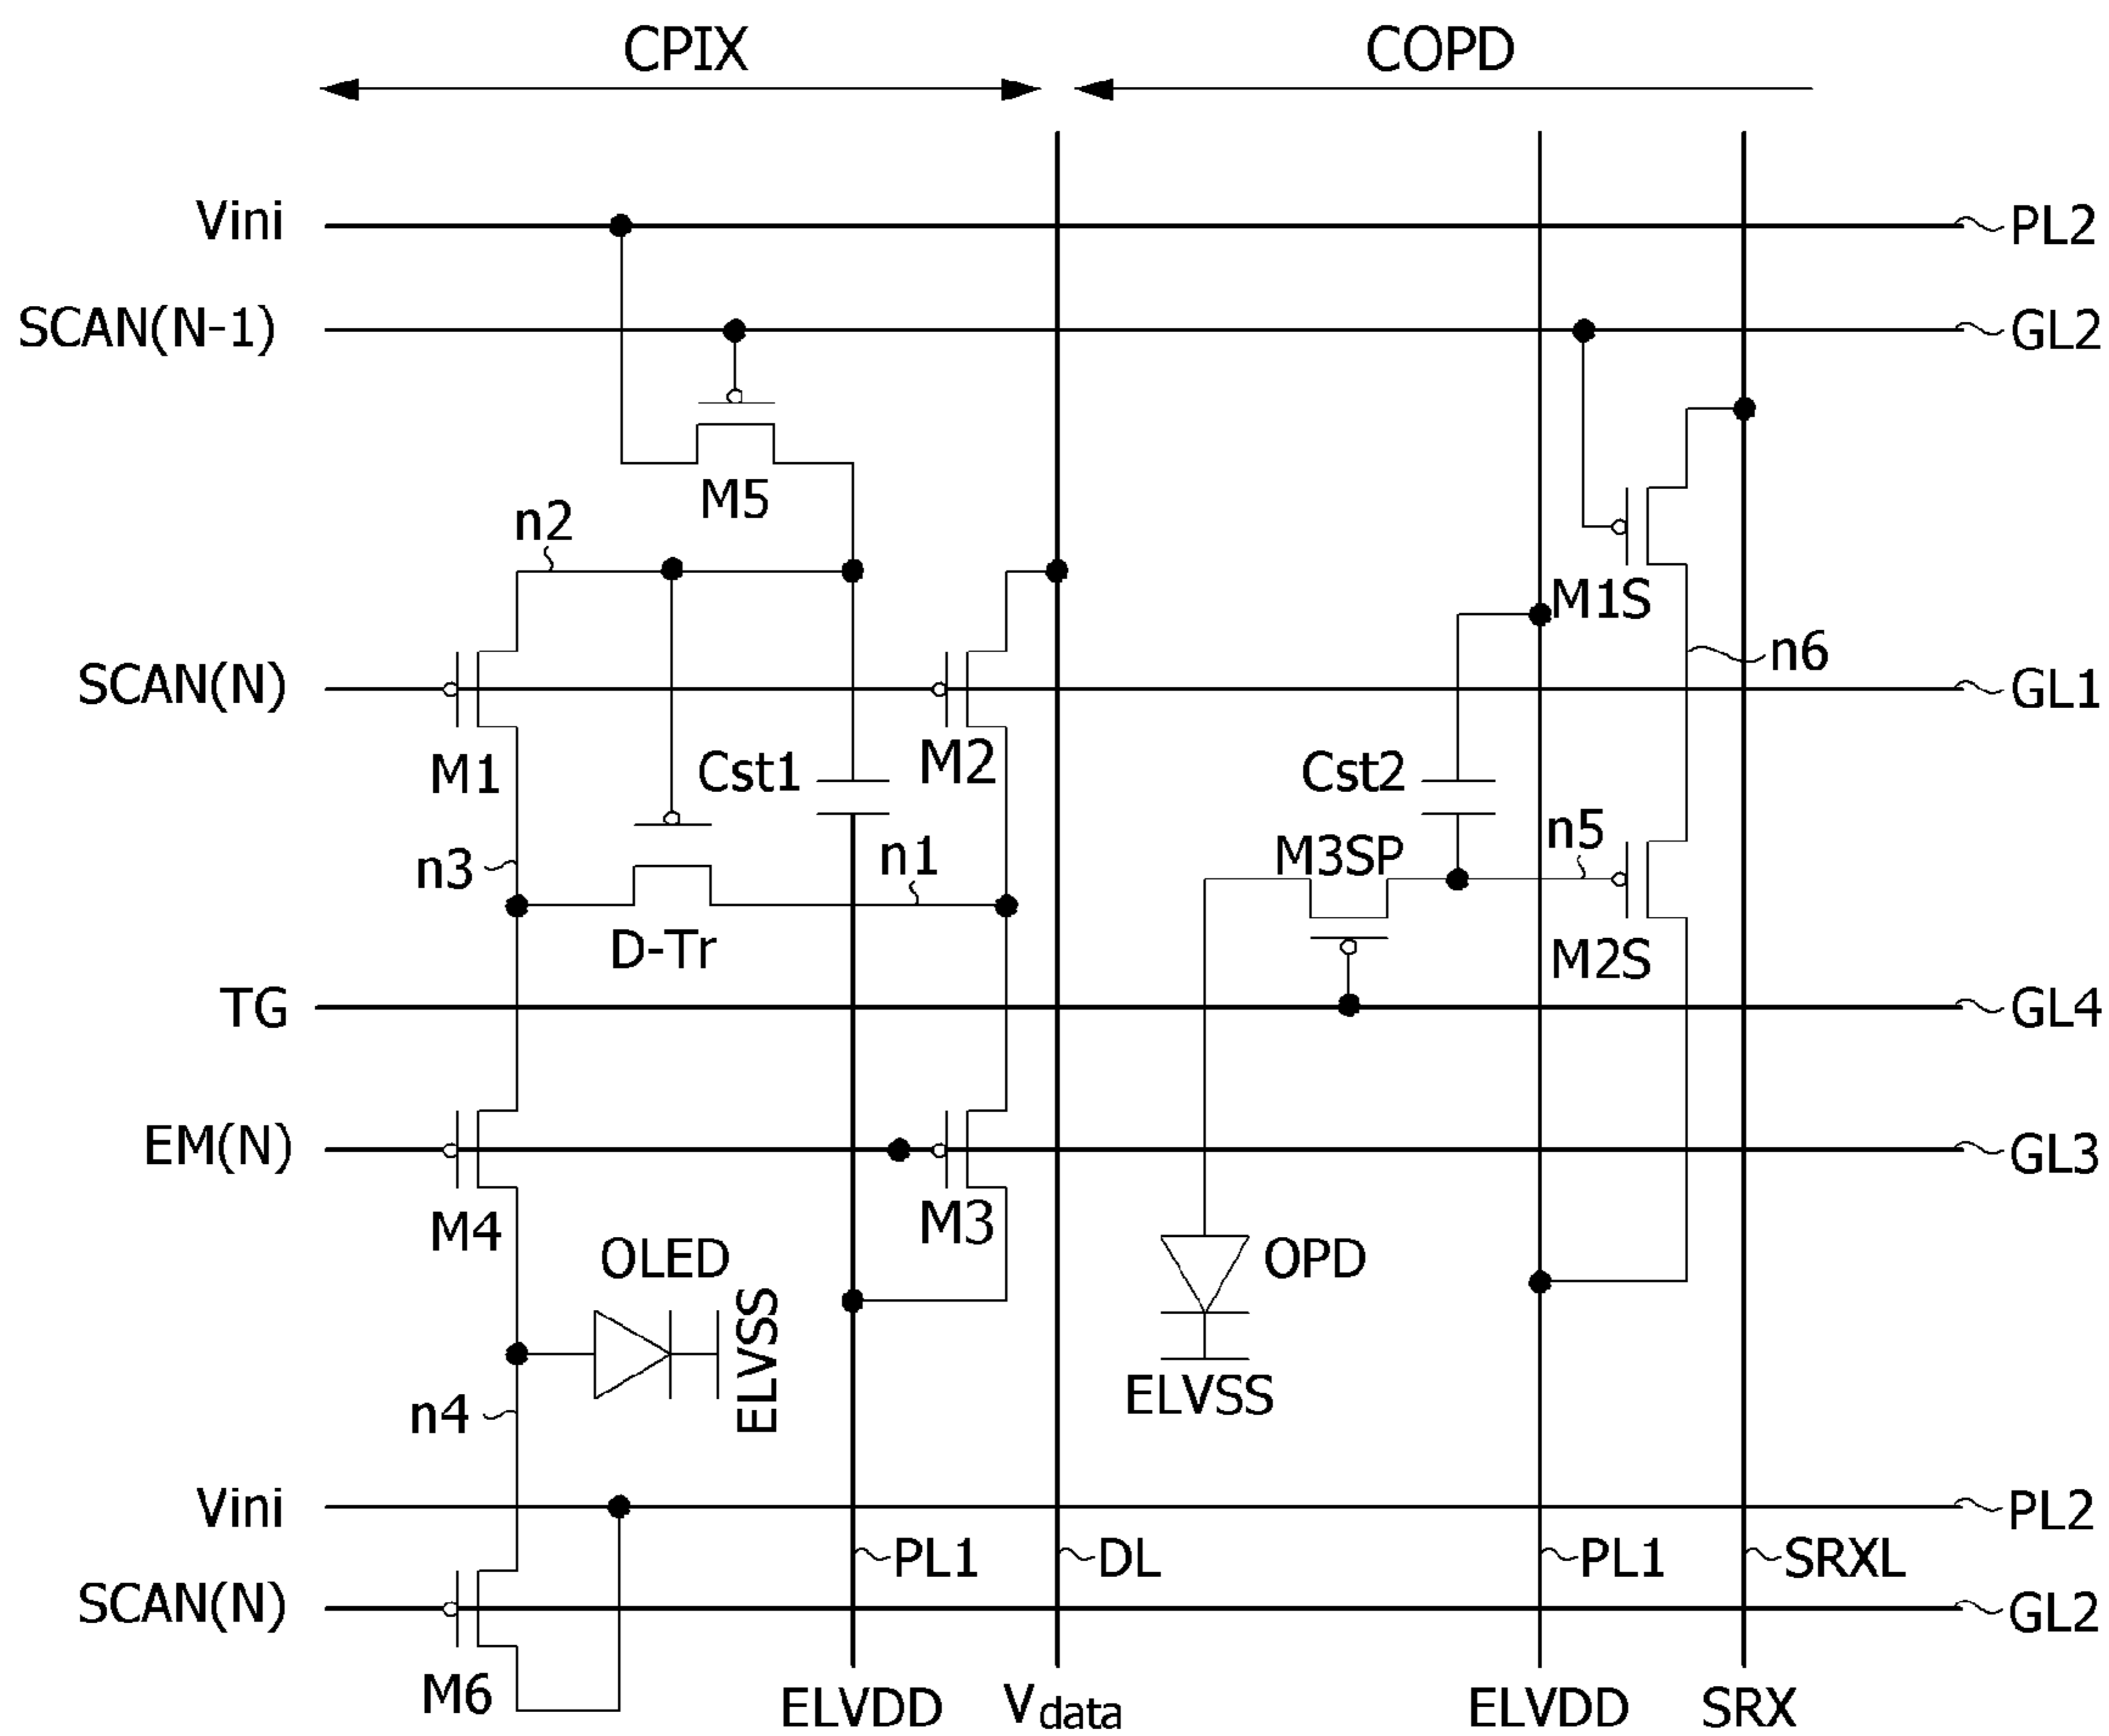 CPIX COPD
Vini PL2
SCAN(N-1) GL2
M5
n2
M1S
n6
SCAN(N) GL1
M1 Cst1 M2 Cst2
n3 n1 M3SP n5
D-Tr M2S
TG GL4
EM(N) GL3
M4 M3
OLED OPD
ELVSS
ELVSS
n4
Vini PL2
PL1 DL PL1 SRXL
SCAN(N) GL2
M6
ELVDD Vdata ELVDD SRX